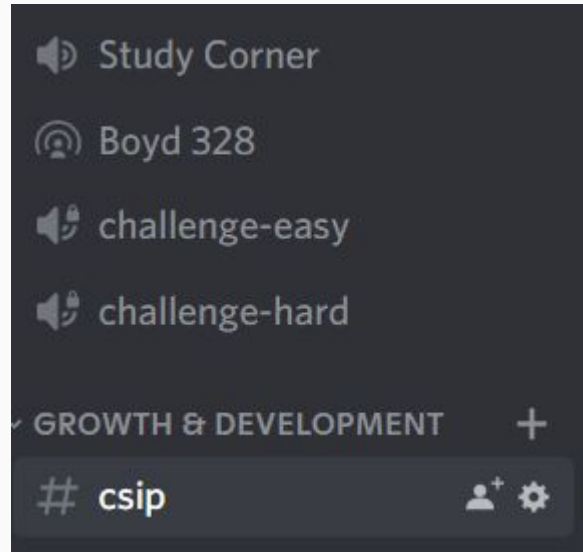 Study Corner
Boyd 328
challenge-easy
challenge-hard
GROWTH & DEVELOPMENT
csip